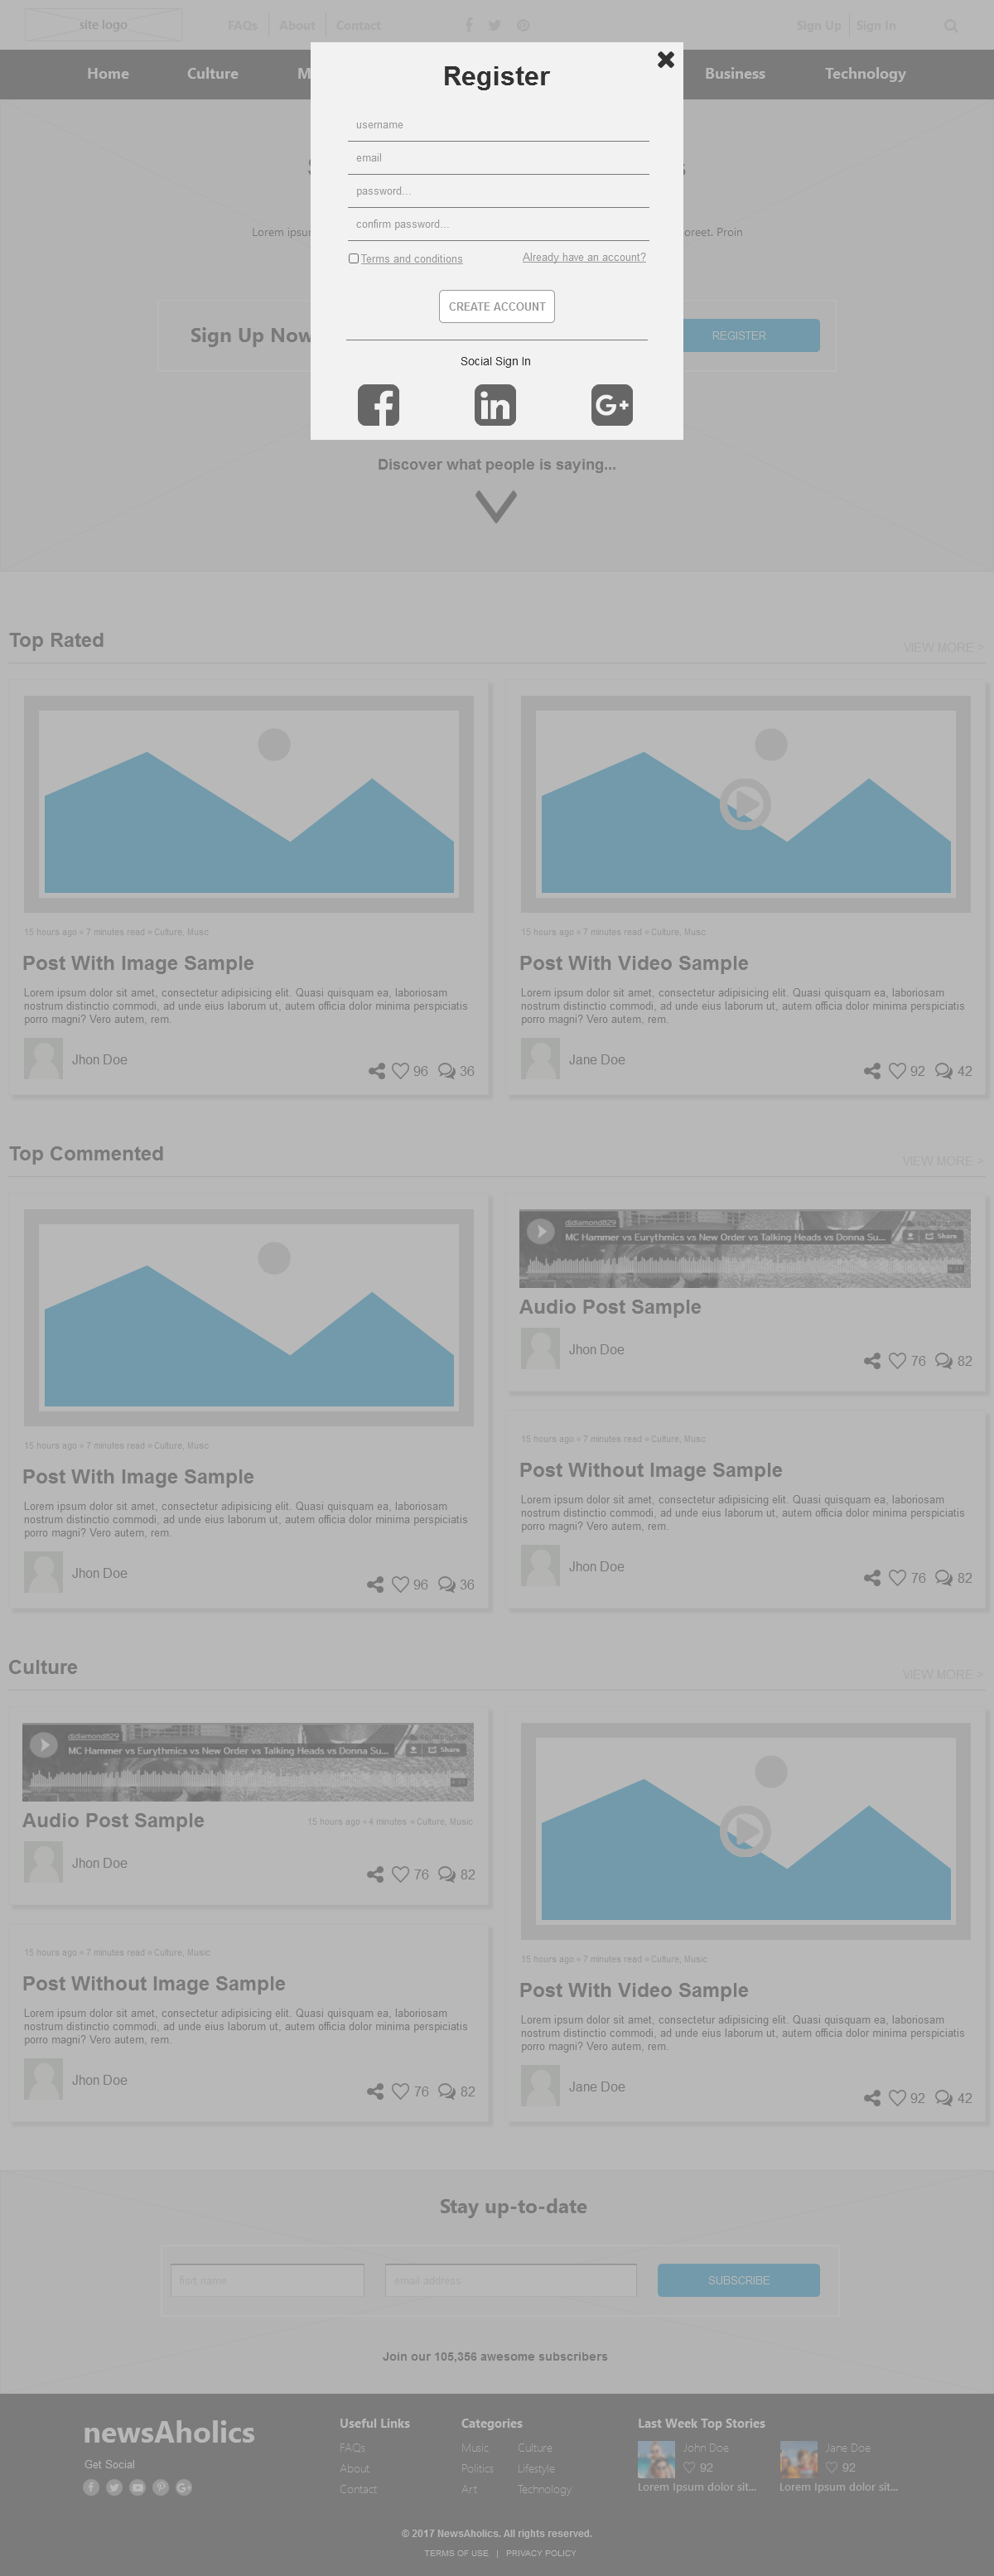 site logo
FAQs
About
Contact
Sign Up
Sign In
Home
Culture
M
Business
Technology
Register
username
email
password...
confirm password...
Terms and conditions
Already have an account?
CREATE ACCOUNT
Social Sign In
S
s
Lorem ipsu
oreet. Proin
Sign Up Now
REGISTER
Discover what people is saying...
Top Rated
VIEW MORE >
15 hours ago » 7 minutes read » Culture, Musc
Post With Image Sample
Lorem ipsum dolor sit amet, consectetur adipisicing elit. Quasi quisquam ea, laboriosam
nostrum distinctio commodi, ad unde eius laborum ut, autem officia dolor minima perspiciatis
porro magni? Vero autem, rem.
Jhon Doe
96
36
15 hours ago » 7 minutes read » Culture, Musc
Post With Video Sample
Lorem ipsum dolor sit amet, consectetur adipisicing elit. Quasi quisquam ea, laboriosam
nostrum distinctio commodi, ad unde eius laborum ut, autem officia dolor minima perspiciatis
porro magni? Vero autem, rem.
Jane Doe
92
42
Top Commented
VIEW MORE >
15 hours ago » 7 minutes read » Culture, Musc
Post With Image Sample
Lorem ipsum dolor sit amet, consectetur adipisicing elit. Quasi quisquam ea, laboriosam
nostrum distinctio commodi, ad unde eius laborum ut, autem officia dolor minima perspiciatis
porro magni? Vero autem, rem.
Jhon Doe
96
36
djdiamond829
MC Hammer vs Eurythmics vs New Order vs Talking Heads vs Donna Su...
Share
Audio Post Sample
Jhon Doe
76
82
15 hours ago » 7 minutes read » Culture, Musc
Post Without Image Sample
Lorem ipsum dolor sit amet, consectetur adipisicing elit. Quasi quisquam ea, laboriosam
nostrum distinctio commodi, ad unde eius laborum ut, autem officia dolor minima perspiciatis
porro magni? Vero autem, rem.
Jhon Doe
76
82
Culture
VIEW MORE >
djdiamond829
MC Hammer vs Eurythmics vs New Order vs Talking Heads vs Donna Su...
Share
Audio Post Sample
15 hours ago » 4 minutes » Culture, Music
Jhon Doe
76
82
15 hours ago » 7 minutes read » Culture, Music
Post Without Image Sample
Lorem ipsum dolor sit amet, consectetur adipisicing elit. Quasi quisquam ea, laboriosam
nostrum distinctio commodi, ad unde eius laborum ut, autem officia dolor minima perspiciatis
porro magni? Vero autem, rem.
Jhon Doe
76
82
15 hours ago » 7 minutes read » Culture, Music
Post With Video Sample
Lorem ipsum dolor sit amet, consectetur adipisicing elit. Quasi quisquam ea, laboriosam
nostrum distinctio commodi, ad unde eius laborum ut, autem officia dolor minima perspiciatis
porro magni? Vero autem, rem.
Jane Doe
92
42
Stay up-to-date
name
email address
SUBSCRIBE
Join our 105,356 awesome subscribers
newsAholics
Get Social
Useful Links
FAQs
About
Contact
Categories
Music
Culture
Politics
Lifestyle
Art
Technology
Last Week Top Stories
John Doe
92
Lorem Ipsum dolor sit...
Jane Doe
92
Lorem Ipsum dolor sit...
© 2017 NewsAholics. All rights reserved.
TERMS OF USE | PRIVACY POLICY